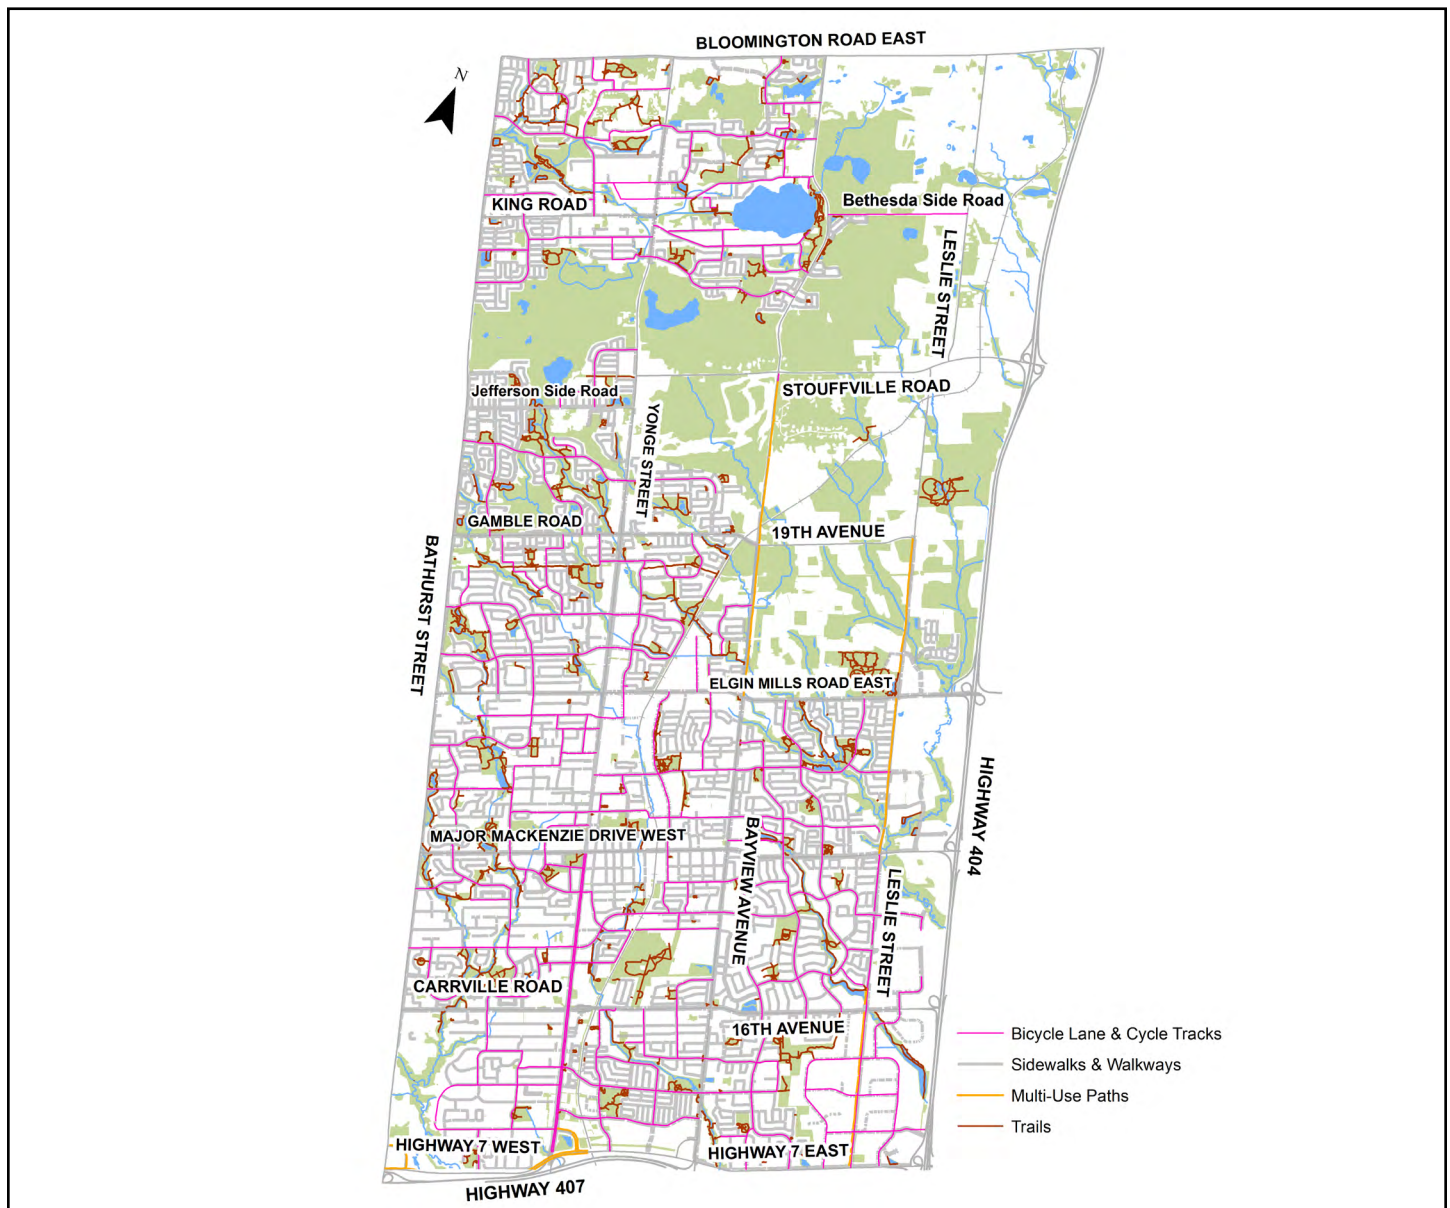 BLOOMINGTON ROAD EAST
N
KING ROAD
Bethesda Side Road
LESLIE STREET
STOUFFVILLE ROAD
Jefferson Side Road
YONGE STREET
GAMBLE ROAD
19TH AVENUE
BATHURST STREET
ELGIN MILLS ROAD EAST
HIGHWAY 404
MAJOR MACKENZIE DRIVE WEST
BAYVIEW AVENUE
LESLIE STREET
CARRVILLE ROAD
16TH AVENUE
Bicycle Lane & Cycle Tracks
Sidewalks & Walkways
Multi-Use Paths
Trails
HIGHWAY 7 WEST
HIGHWAY 7 EAST
HIGHWAY 407